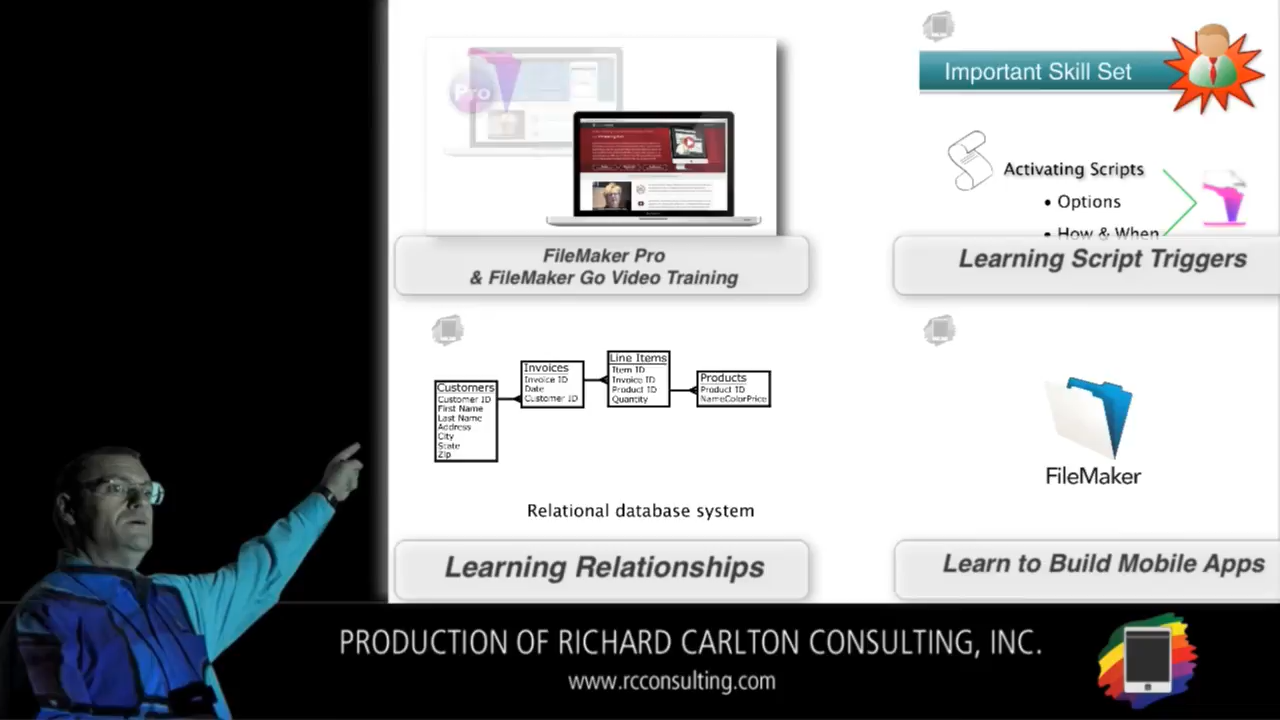 Pro
FileMaker Pro
& FileMaker Go Video Training
Important Skill Set
Activating Scripts
• Options
• How & When
Learning Script Triggers
Customers
Customer ID
First Name
Last Name
Address
City
State
Zip
Invoices
Invoice ID
Date
Customer ID
Line Items
Item ID
Invoice ID
Product ID
Quantity
Products
Product ID
NameColorPrice
Relational database system
Learning Relationships
FileMaker
Learn to Build Mobile Apps
PRODUCTION OF RICHARD CARLTON CONSULTING, INC.
www.rcconsulting.com